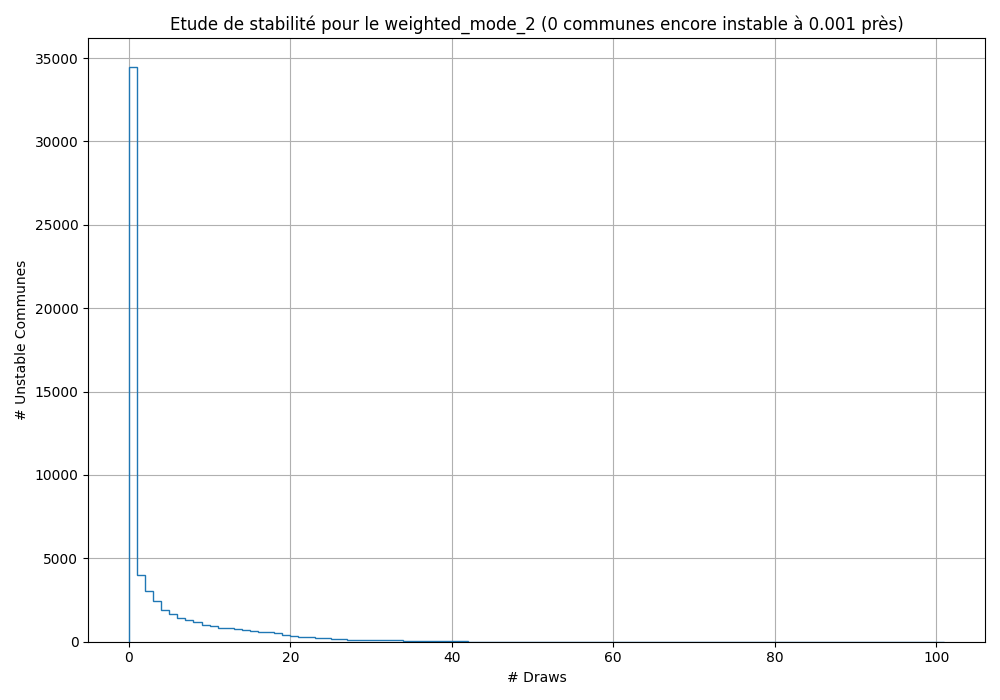 Etude de stabilité pour le weighted_mode_2 (0 communes encore instable à 0.001 près)
35000
30000
25000
20000
15000
10000
5000
0
# Unstable Communes
0 20 40 60 80 100
# Draws